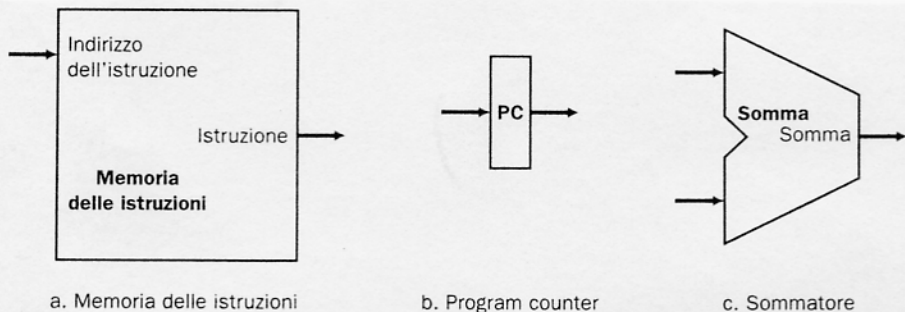 Indirizzo
dell'istruzione
Istruzione
Memoria
delle istruzioni
a. Memoria delle istruzioni
PC
b. Program counter
Somma
Somma
c. Sommatore